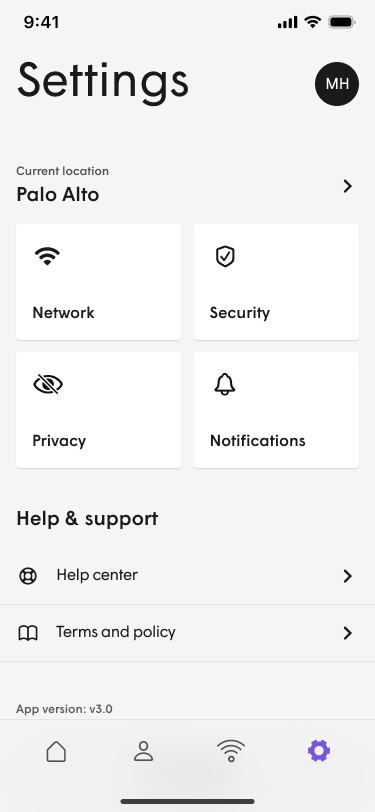 9:41
Settings
MH
Current location
Palo Alto
Network
Security
Privacy
Notifications
Help & support
Help center
Terms and policy
App version: v3.0